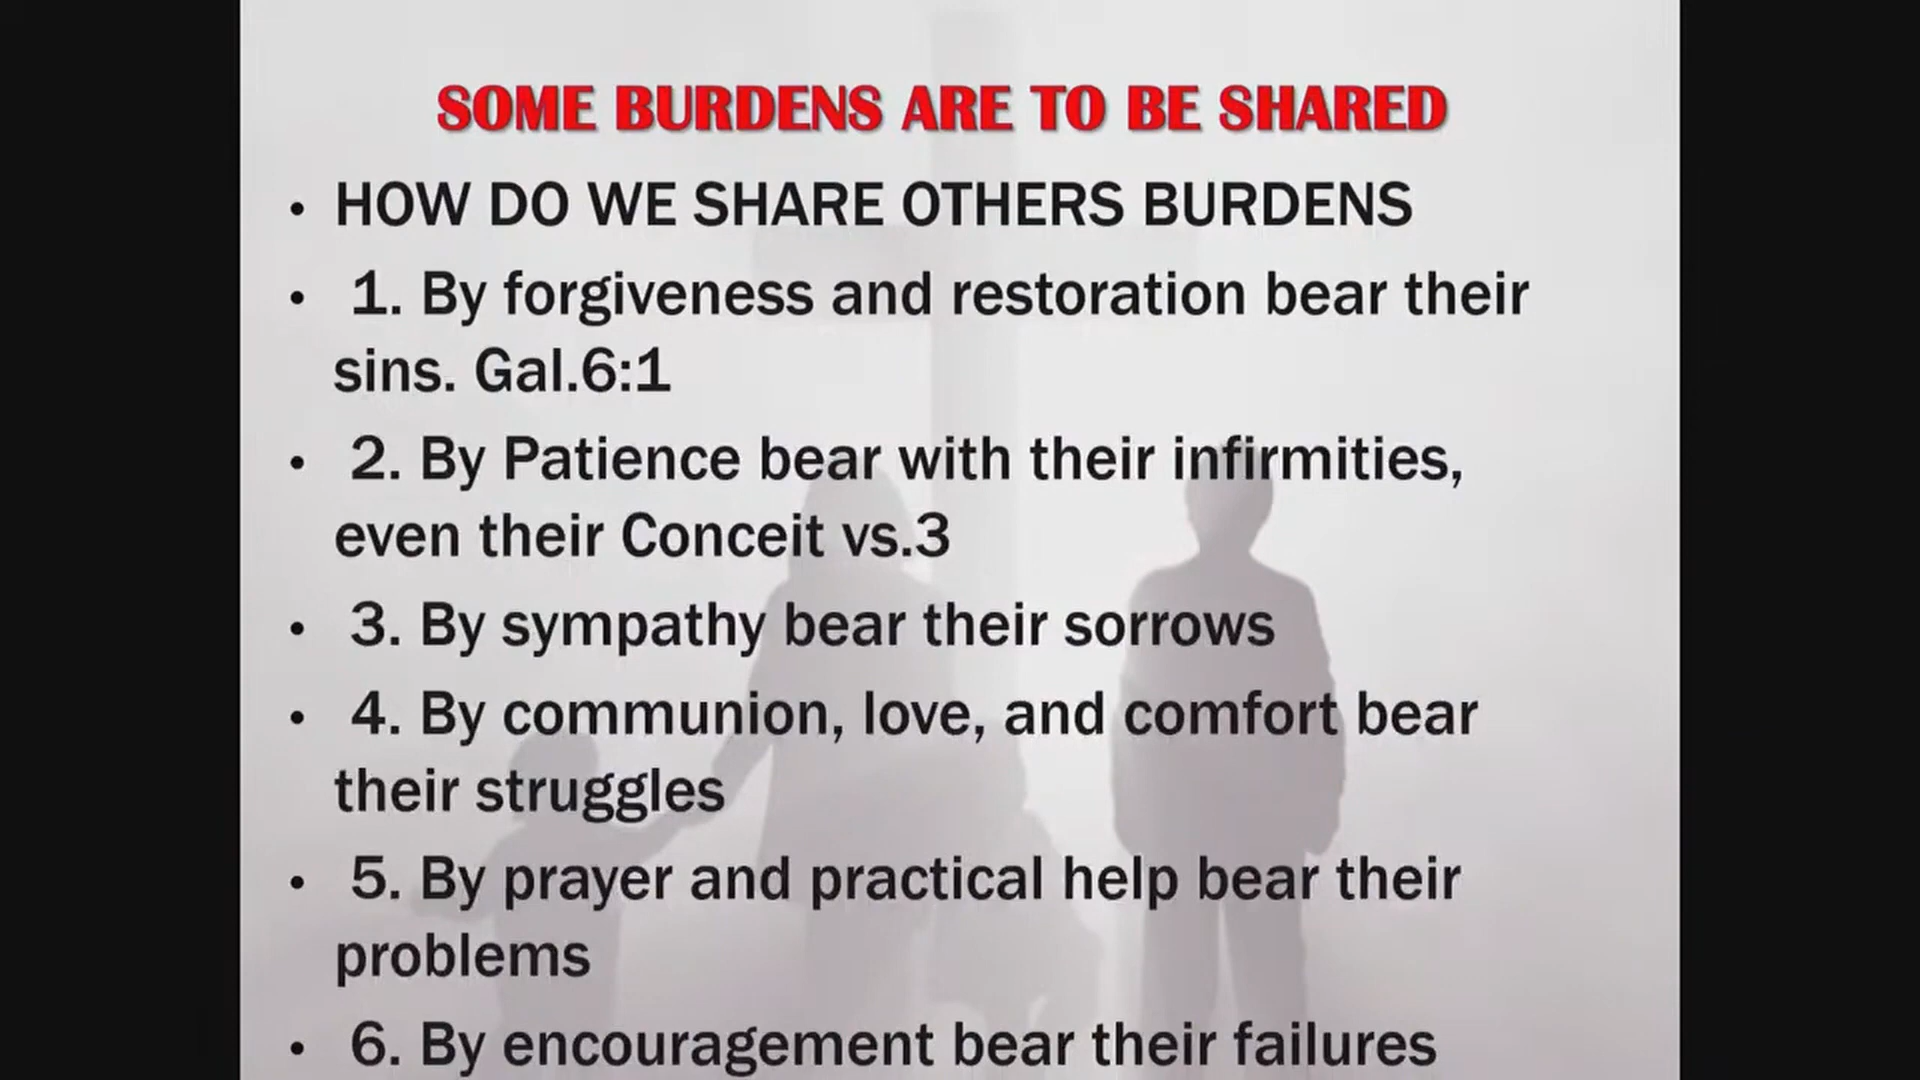 SOME BURDENS ARE TO BE SHARED
• HOW DO WE SHARE OTHERS BURDENS
• 1. By forgiveness and restoration bear their
sins. Gal.6:1
• 2. By Patience bear with their infirmities,
even their Conceit vs.3
• 3. By sympathy bear their sorrows
• 4. By communion, love, and comfort bear
their struggles
• 5. By prayer and practical help bear their
problems
• 6. By encouragement bear their failures